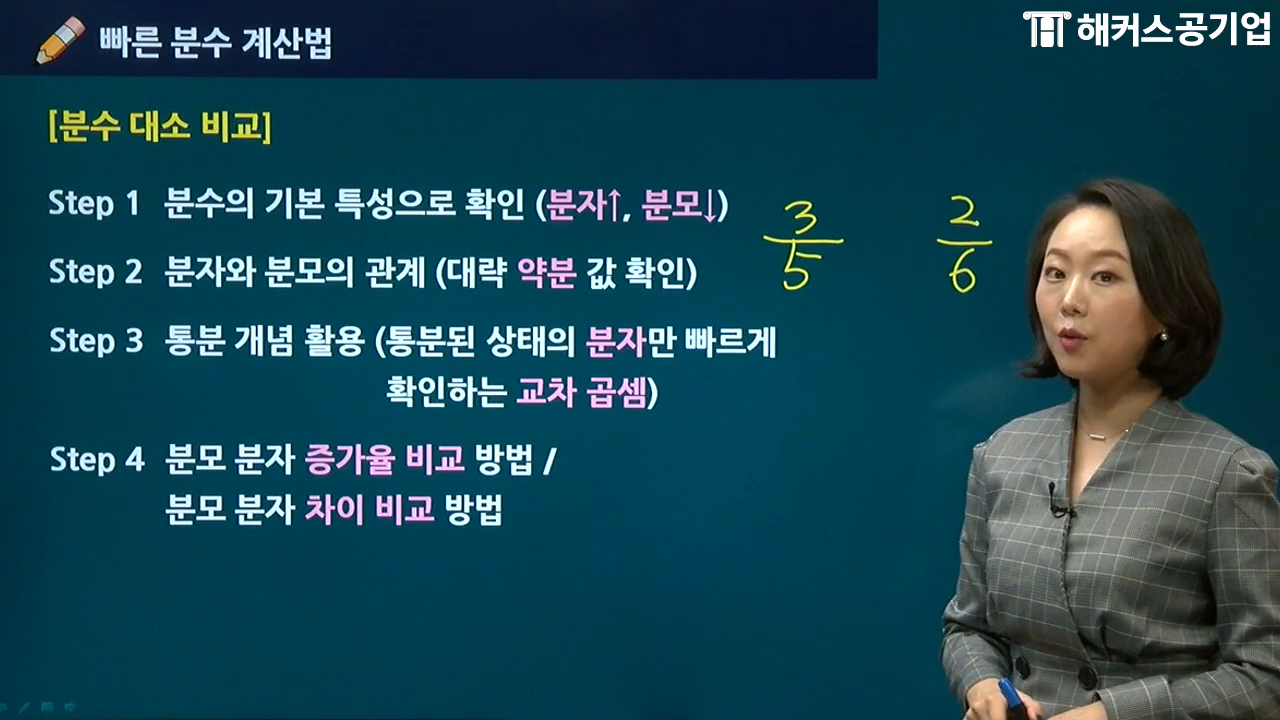 빠른 분수 계산법
해커스공기업
[분수 대소 비교]
Step 1 분수의 기본 특성으로 확인 (분자↑, 분모↓)
3/5 2/6
Step 2 분자와 분모의 관계 (대략 약분 값 확인)
Step 3 통분 개념 활용 (통분된 상태의 분자만 빠르게
확인하는 교차 곱셈)
Step 4 분모 분자 증가율 비교 방법 /
분모 분자 차이 비교 방법